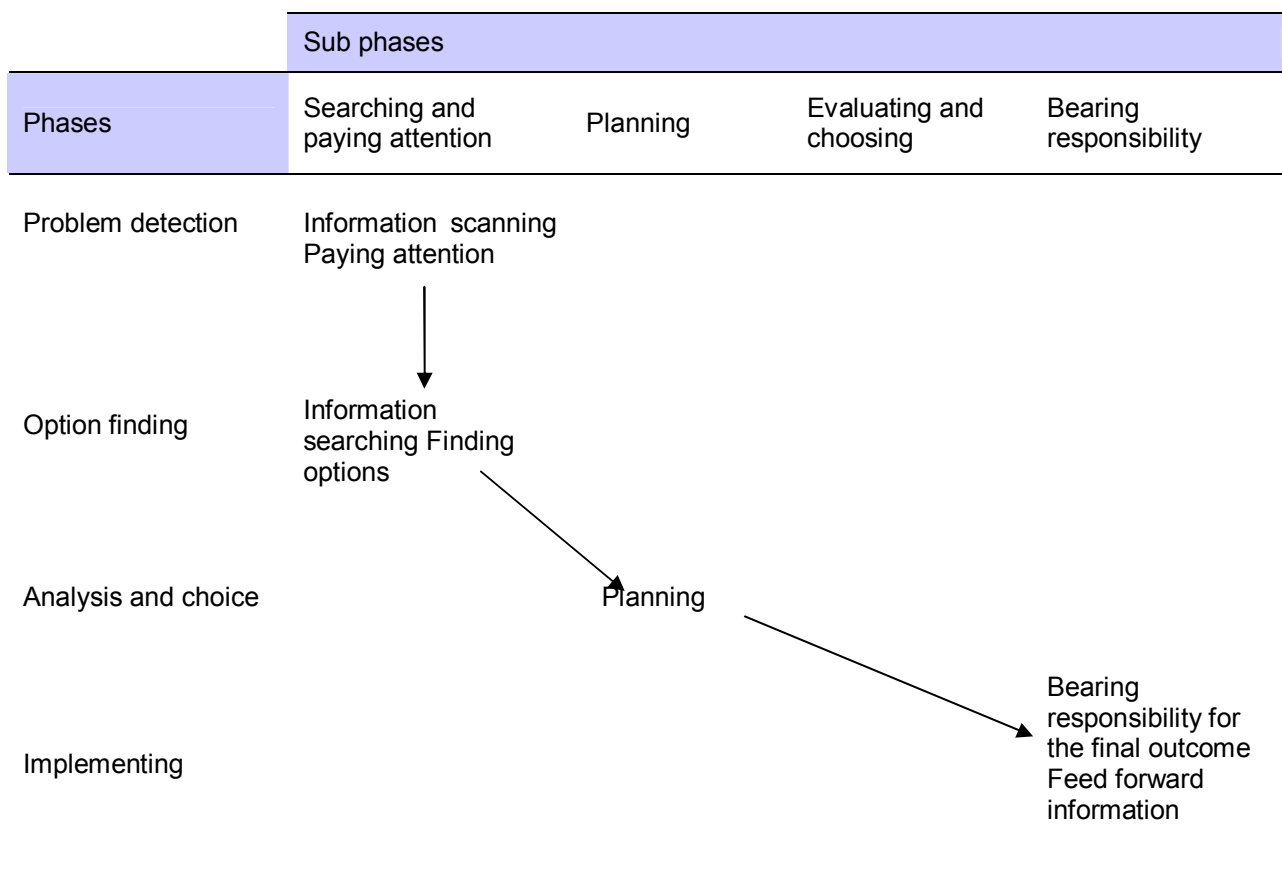 Sub phases
Phases
Searching and
paying attention
Planning
Evaluating and
choosing
Bearing
responsibility
Problem detection
Information scanning
Paying attention
Option finding
Information
searching Finding
options
Analysis and choice
Planning
Implementing
Bearing
responsibility for
the final outcome
Feed forward
information